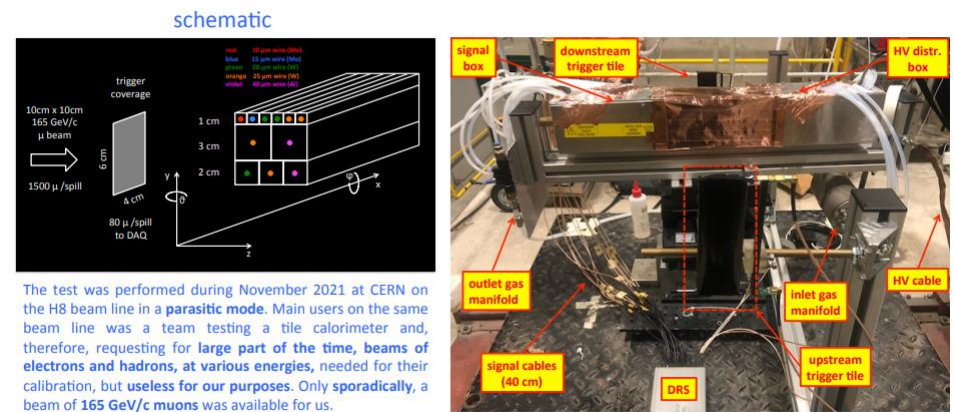 schematic
red 10 µm wire (Mo)
blue 15 µm wire (Mo)
green 20 µm wire (W)
orange 25 µm wire (W)
violet 40 µm wire (Al)
trigger
coverage
10cm x 10cm
165 GeV/c
µ beam
1500 µ /spill
6 cm
4 cm
80 µ /spill
to DAQ
1 cm
3 cm
2 cm
y
θ
φ
x
z
The test was performed during November 2021 at CERN on
the H8 beam line in a parasitic mode. Main users on the same
beam line was a team testing a tile calorimeter and,
therefore, requesting for large part of the time, beams of
electrons and hadrons, at various energies, needed for their
calibration, but useless for our purposes. Only sporadically, a
beam of 165 GeV/c muons was available for us.
signal
box
downstream
trigger tile
HV distr.
box
outlet gas
manifold
inlet gas
manifold
HV cable
signal cables
(40 cm)
DRS
upstream
trigger tile